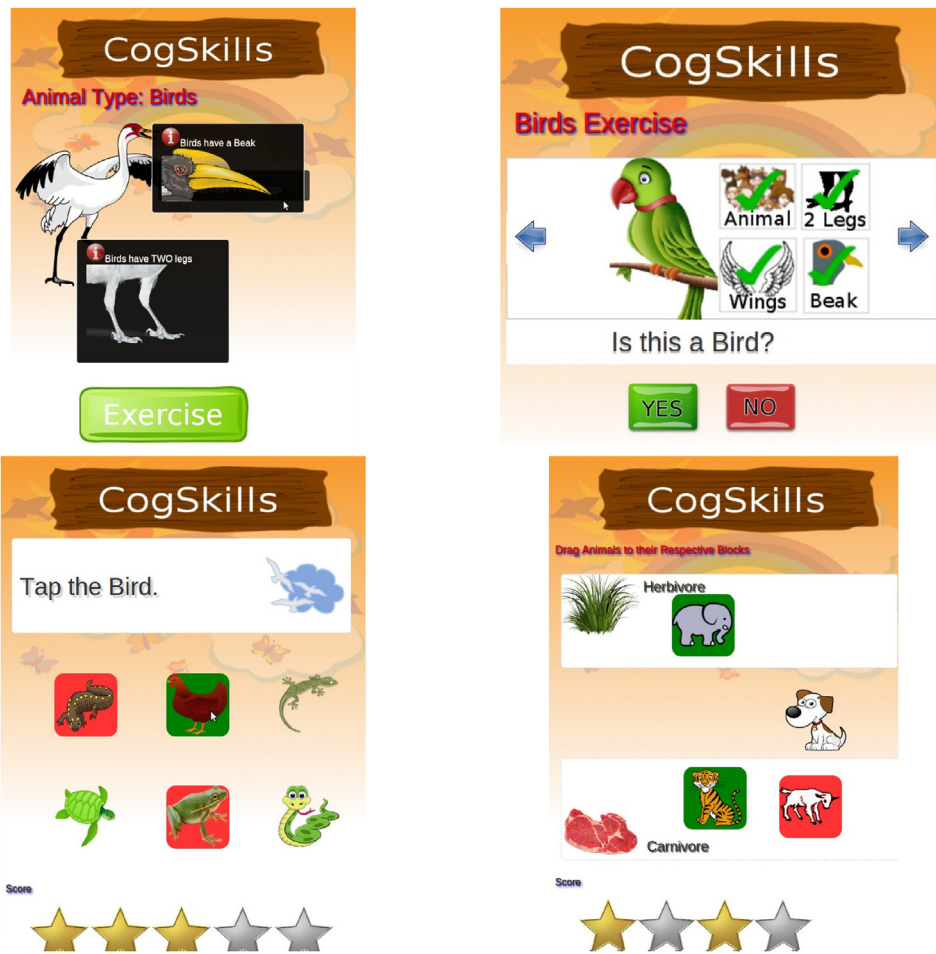 CogSkills
Animal Type: Birds
Birds have a Beak
Birds have TWO legs
Exercise
CogSkills
Birds Exercise
Animal
2 Legs
Wings
Beak
Is this a Bird?
YES
NO
CogSkills
Tap the Bird.
Score
CogSkills
Drag Animals to their Respective Blocks
Herbivore
Carnivore
Score